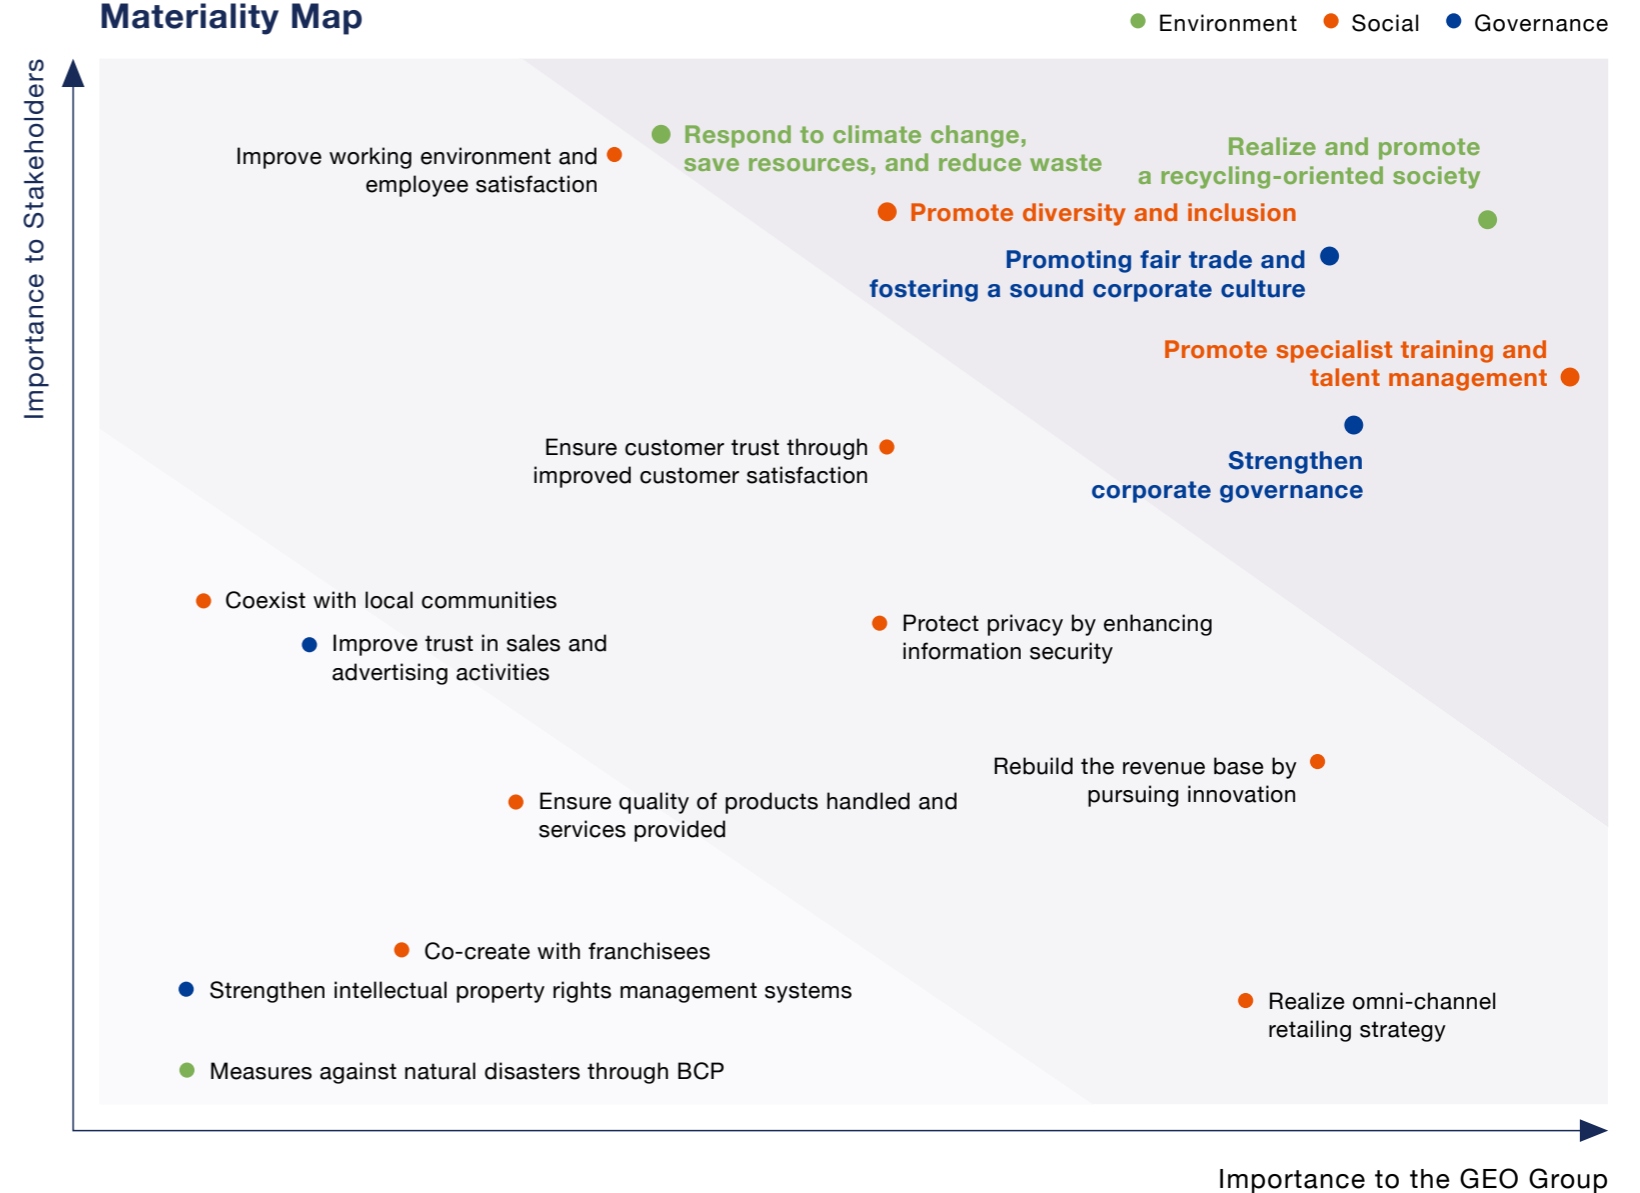 Materiality Map
Environment
Social
Governance
Importance to Stakeholders
Respond to climate change,
save resources, and reduce waste
Improve working environment and
employee satisfaction
Realize and promote
a recycling-oriented society
Promote diversity and inclusion
Promoting fair trade and
fostering a sound corporate culture
Promote specialist training and
talent management
Strengthen
corporate governance
Ensure customer trust through
improved customer satisfaction
Coexist with local communities
Improve trust in sales and
advertising activities
Protect privacy by enhancing
information security
Rebuild the revenue base by
pursuing innovation
Ensure quality of products handled and
services provided
Co-create with franchisees
Strengthen intellectual property rights management systems
Realize omni-channel
retailing strategy
Measures against natural disasters through BCP
Importance to the GEO Group